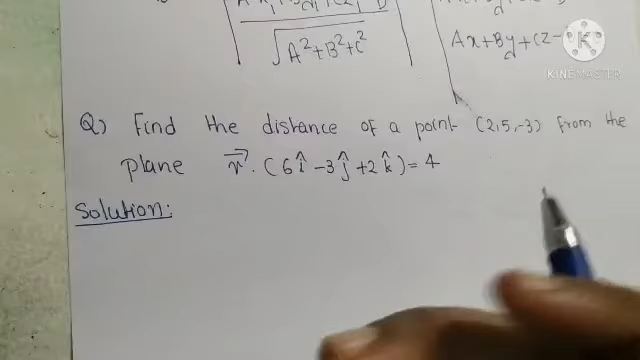 √A²+B²+C²
Ax+By+Cz-
K
KINEMASTER
Q) Find the distance of a point (2,5,-3) from the
plane r⃗. (6î -3ĵ +2k̂) = 4
Solution: